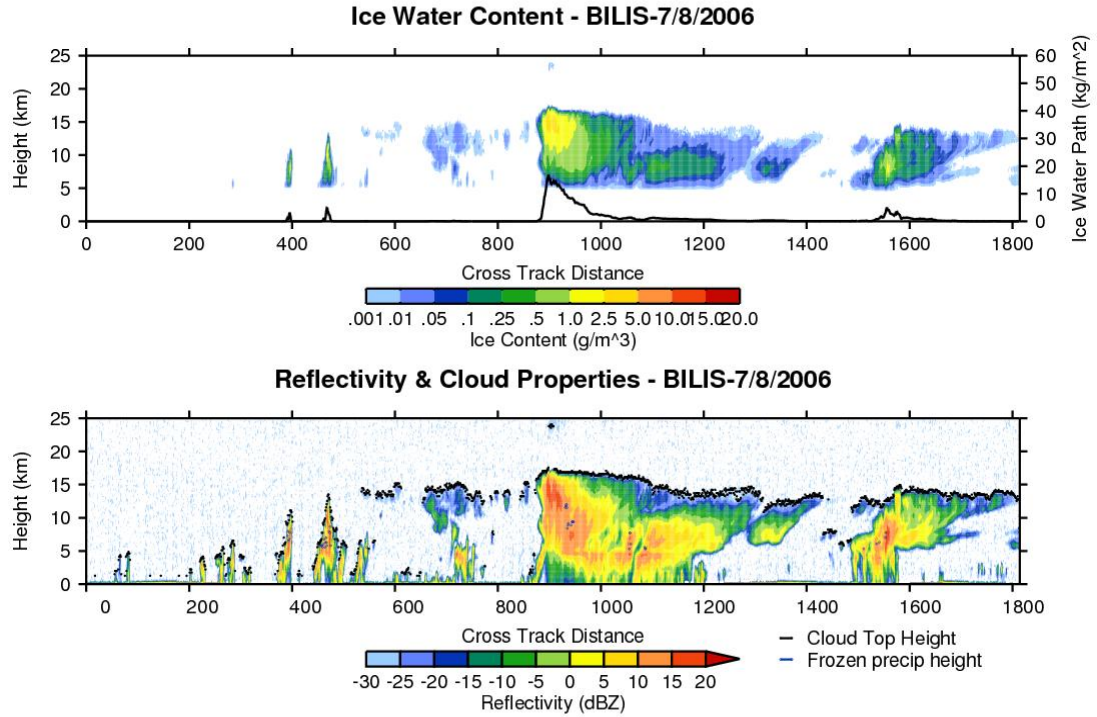 Ice Water Content - BILIS-7/8/2006
25 60
50
20
40
15
30
10
20
5
10
0 0
Height (km)
Ice Water Path (kg/m^2)
0 200 400 600 800 1000 1200 1400 1600 1800
Cross Track Distance
.001 .01 .05 .1 .25 .5 1.0 2.5 5.0 10.0 15.0 20.0
Ice Content (g/m^3)
Reflectivity & Cloud Properties - BILIS-7/8/2006
25
20
15
10
5
0
Height (km)
0 200 400 600 800 1000 1200 1400 1600 1800
Cross Track Distance
Cloud Top Height
Frozen precip height
-30 -25 -20 -15 -10 -5 0 5 10 15 20
Reflectivity (dBZ)